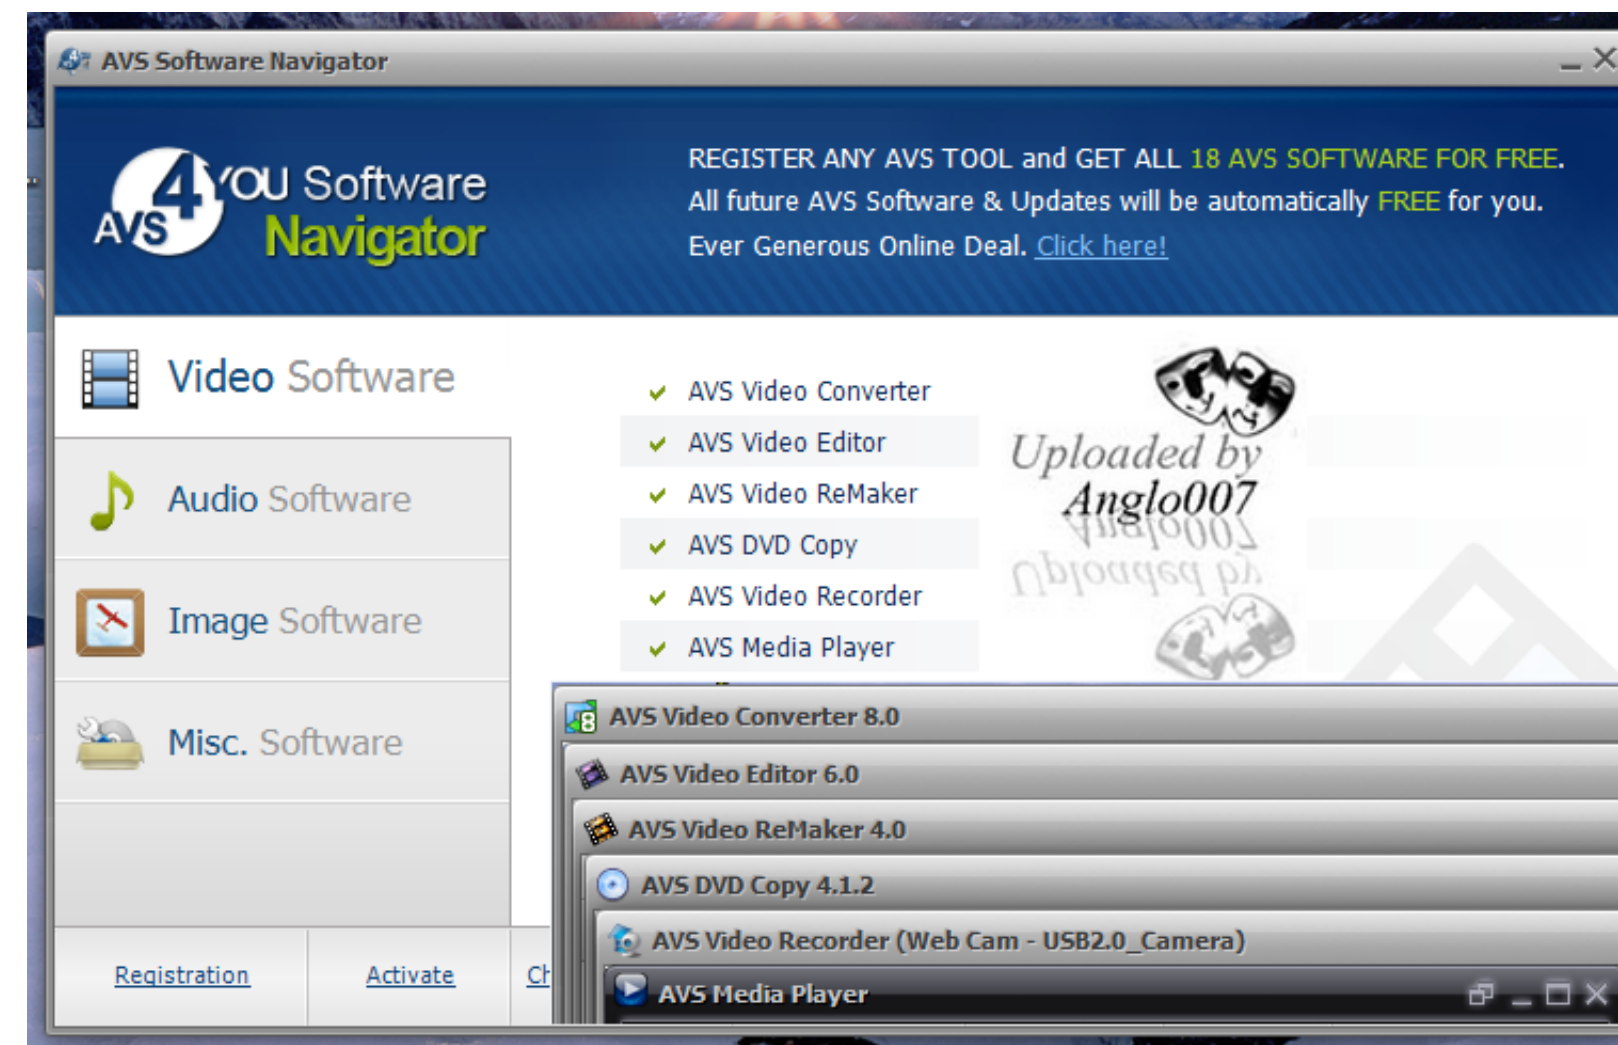 AVS Software Navigator
AVS4YOU Software
Navigator
REGISTER ANY AVS TOOL and GET ALL 18 AVS SOFTWARE FOR FREE.
All future AVS Software & Updates will be automatically FREE for you.
Ever Generous Online Deal. Click here!
Video Software
Audio Software
Image Software
Misc. Software
AVS Video Converter
AVS Video Editor
AVS Video ReMaker
AVS DVD Copy
AVS Video Recorder
AVS Media Player
Uploaded by
Anglo007
Anglo007
Uploaded by
AVS Video Converter 8.0
AVS Video Editor 6.0
AVS Video ReMaker 4.0
AVS DVD Copy 4.1.2
AVS Video Recorder (Web Cam - USB2.0_Camera)
AVS Media Player
Registration
Activate